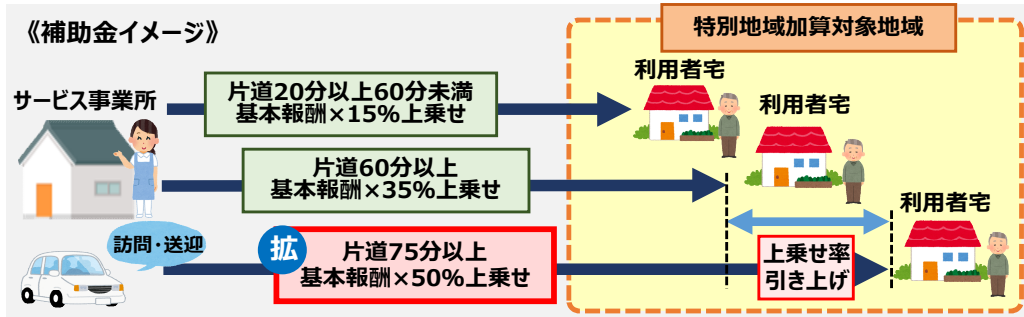 《補助金イメージ》
特別地域加算対象地域
サービス事業所
片道20分以上60分未満
基本報酬×15%上乗せ
利用者宅
利用者宅
片道60分以上
基本報酬×35%上乗せ
利用者宅
訪問・送迎
拡
片道75分以上
基本報酬×50%上乗せ
上乗せ率
引き上げ